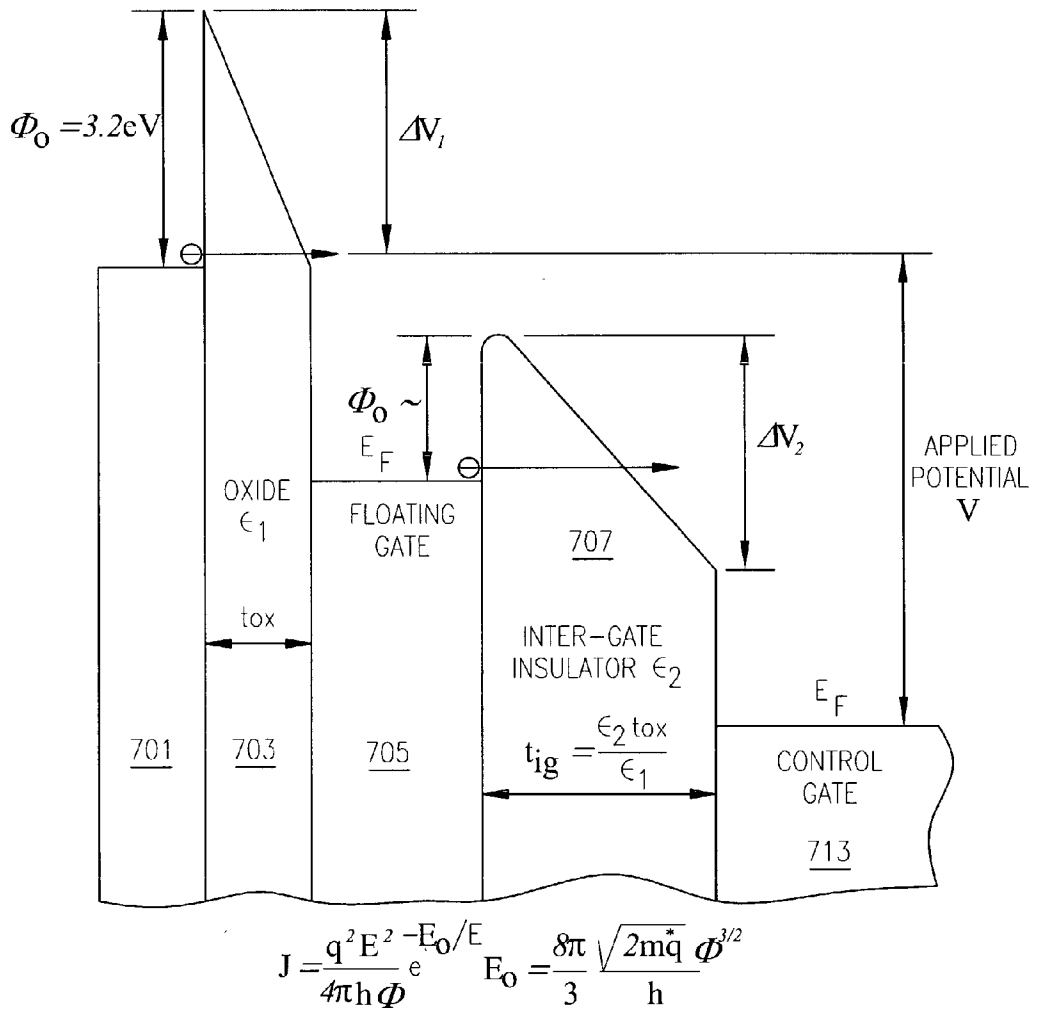 Φo = 3.2eV
ΔV1
Φo ~
EF
ΔV2
APPLIED
POTENTIAL
V
OXIDE
ϵ1
FLOATING
GATE
707
tox
INTER-GATE
INSULATOR ϵ2
EF
701
703
705
tig = ϵ2 tox / ϵ1
CONTROL
GATE
713
J = q²E² / 4πhΦ e^−Eo/E Eo = 8π/3 √2m*q / h Φ^3/2